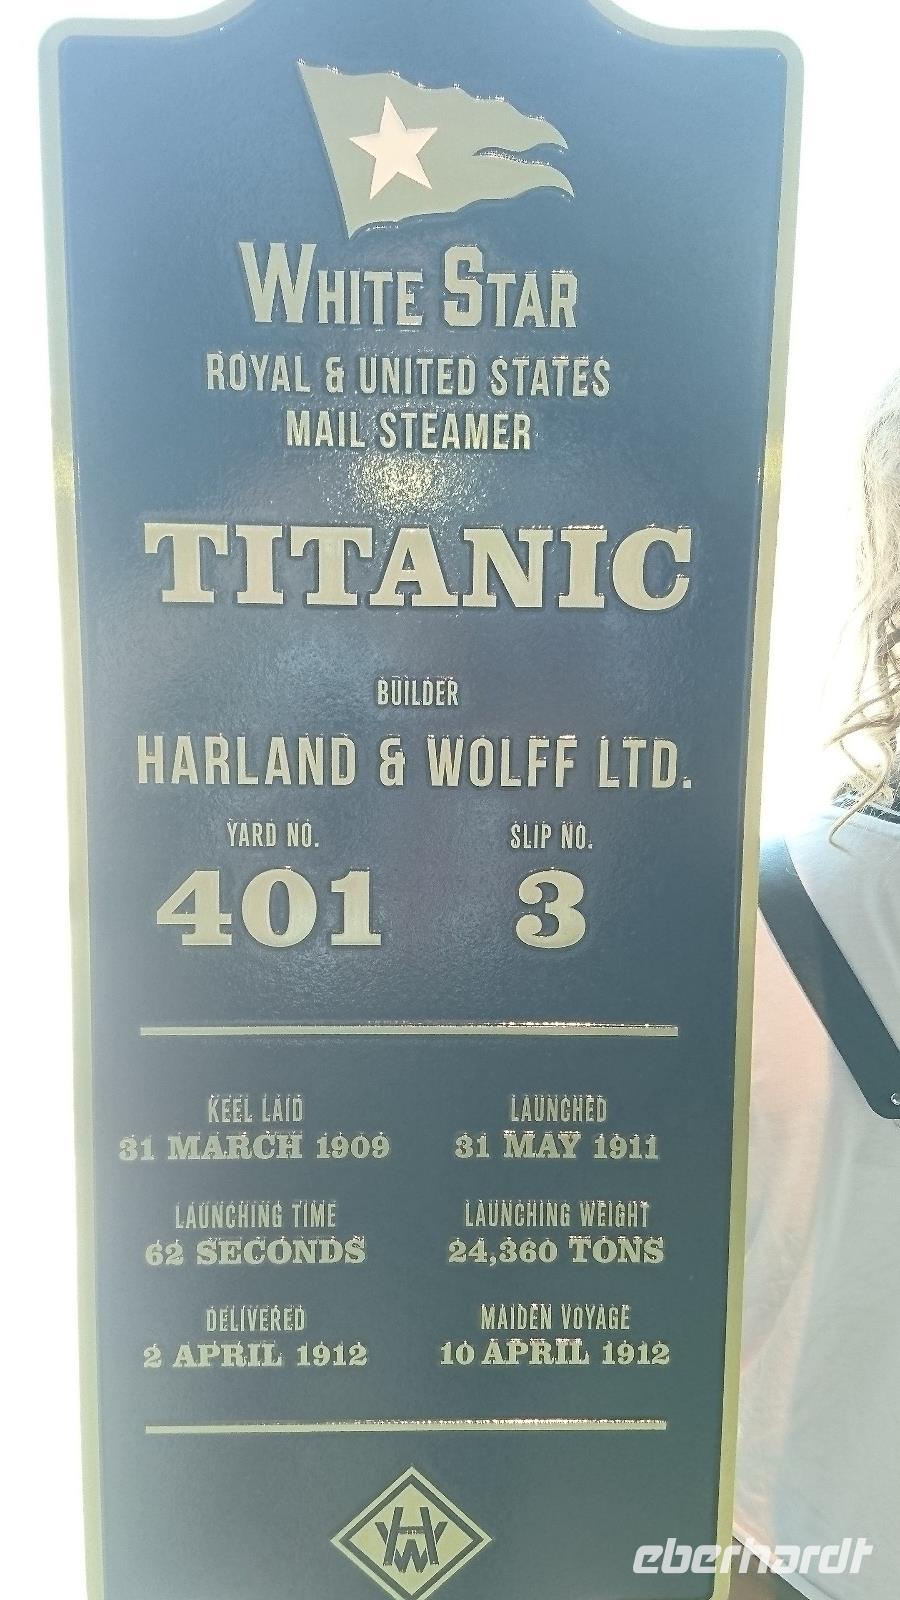 WHITE STAR
ROYAL & UNITED STATES
MAIL STEAMER
TITANIC
BUILDER
HARLAND & WOLFF LTD.
YARD NO. SLIP NO.
401 3
KEEL LAID LAUNCHED
31 MARCH 1909 31 MAY 1911
LAUNCHING TIME LAUNCHING WEIGHT
62 SECONDS 24,360 TONS
DELIVERED MAIDEN VOYAGE
2 APRIL 1912 10 APRIL 1912
HW
eberhardt